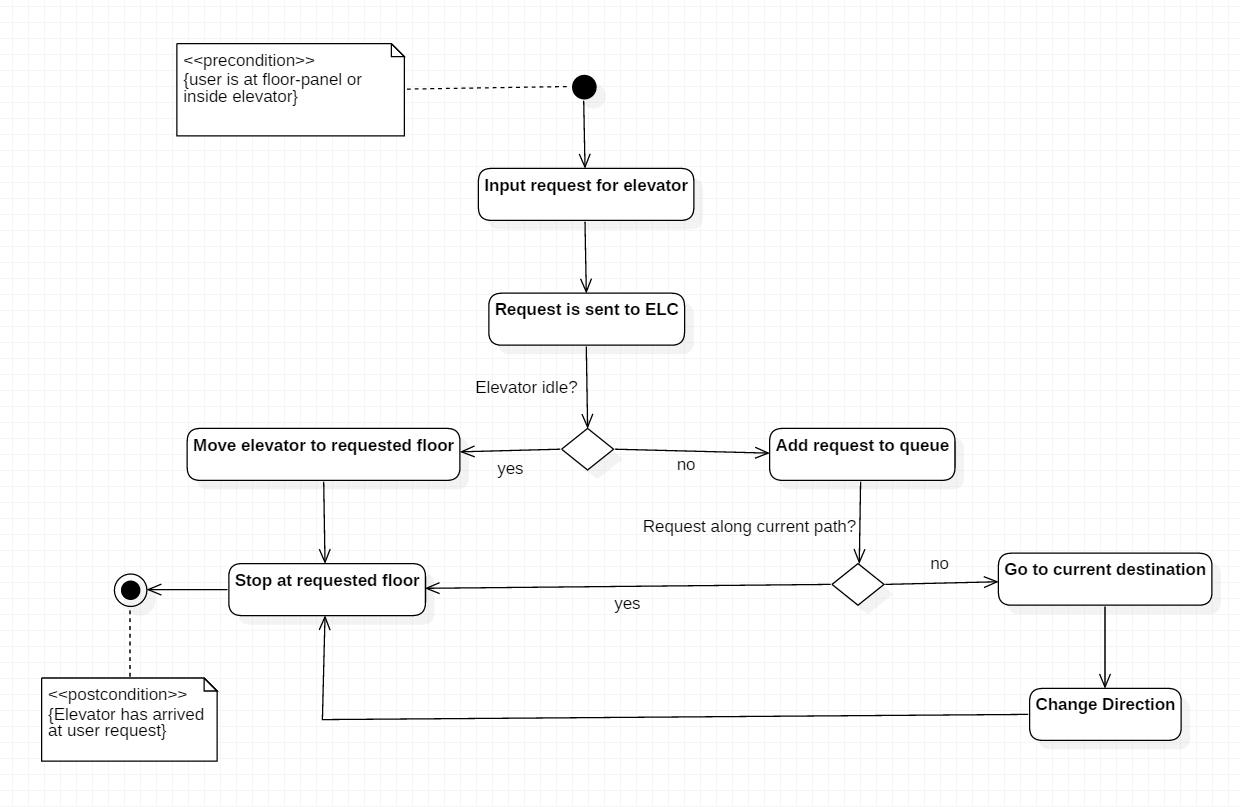 <<precondition>>
{user is at floor-panel or
inside elevator}
Input request for elevator
Request is sent to ELC
Elevator idle?
Move elevator to requested floor
yes
no
Add request to queue
Request along current path?
Stop at requested floor
yes
no
Go to current destination
<<postcondition>>
{Elevator has arrived
at user request}
Change Direction